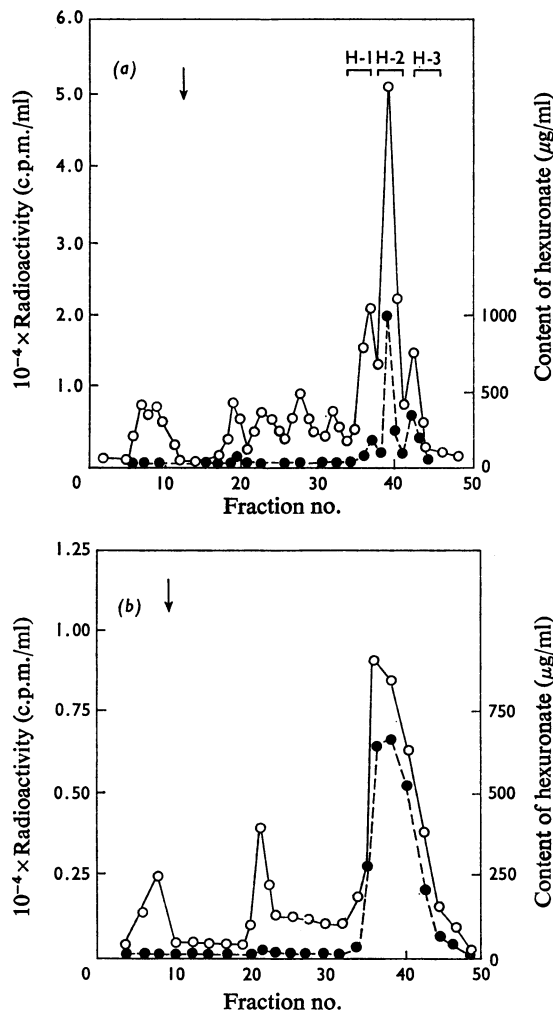 6.0
5.0
4.0
3.0
2.0
1.0
0
10⁻⁴ × Radioactivity (c.p.m./ml)
(a)
H-1 H-2 H-3
1000
500
0
Content of hexuronate (μg/ml)
10 20 30 40 50
Fraction no.
1.25
1.00
0.75
0.50
0.25
0
10⁻⁴ × Radioactivity (c.p.m./ml)
(b)
750
500
250
0
Content of hexuronate (μg/ml)
10 20 30 40 50
Fraction no.